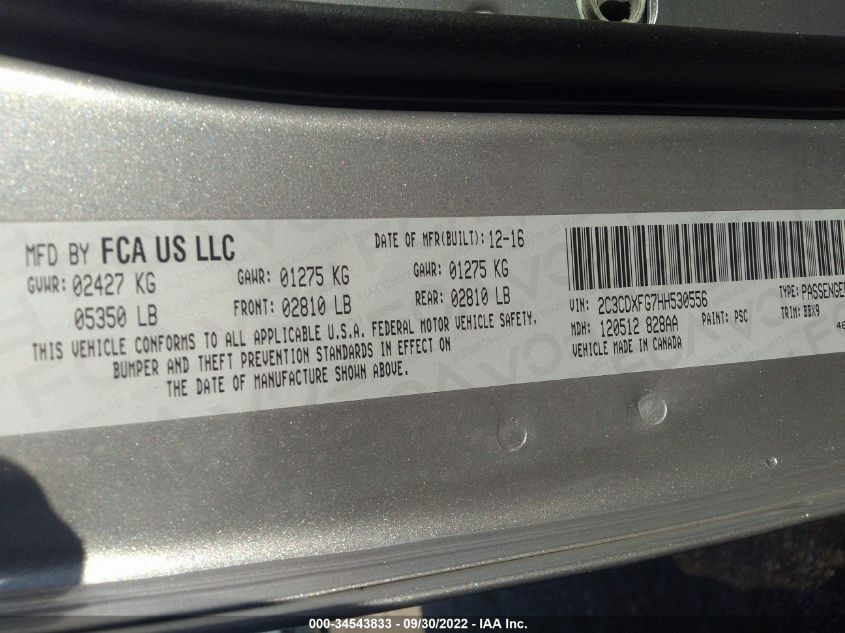 MFD BY FCA US LLC
DATE OF MFR(BUILT): 12-16
GVWR: 02427 KG
GAWR: 01275 KG
GAWR: 01275 KG
05350 LB
FRONT: 02810 LB
REAR: 02810 LB
THIS VEHICLE CONFORMS TO ALL APPLICABLE U.S.A. FEDERAL MOTOR VEHICLE SAFETY,
BUMPER AND THEFT PREVENTION STANDARDS IN EFFECT ON
THE DATE OF MANUFACTURE SHOWN ABOVE.
VIN: 2C3CDXFG7HH530556
TYPE: PASSENGER
MDH: 120512 828AA
PAINT: PSC
TRIM: BBX9
VEHICLE MADE IN CANADA
000-34543833 - 09/30/2022 - IAA Inc.